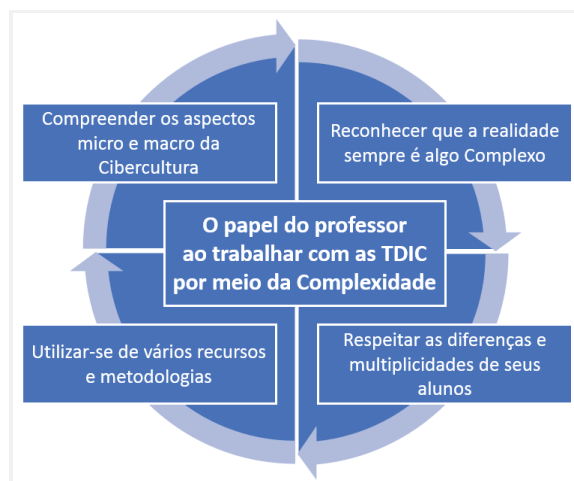 Compreender os aspectos
micro e macro da
Cibercultura
Reconhecer que a realidade
sempre é algo Complexo
O papel do professor
ao trabalhar com as TDIC
por meio da Complexidade
Utilizar-se de vários recursos
e metodologias
Respeitar as diferenças e
multiplicidades de seus
alunos